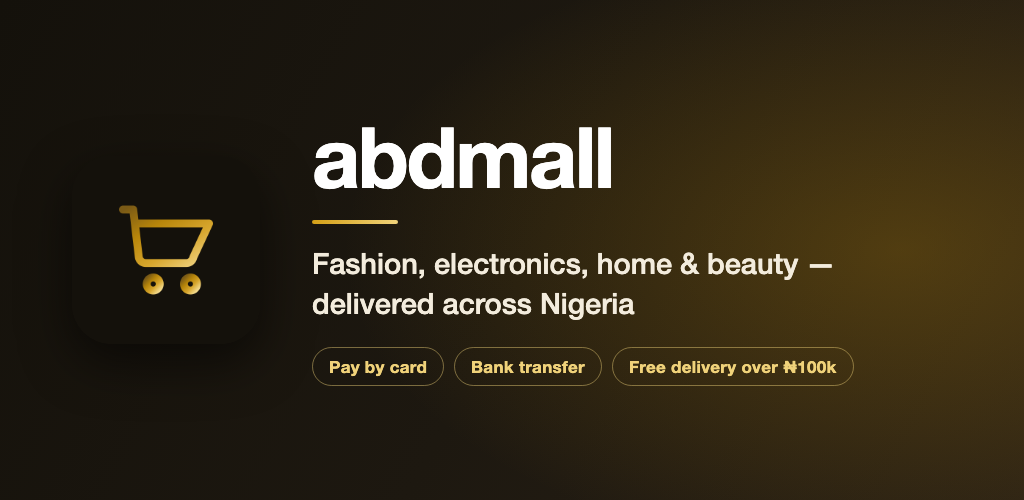 abdmall
Fashion, electronics, home & beauty —
delivered across Nigeria
Pay by card
Bank transfer
Free delivery over ₦100k